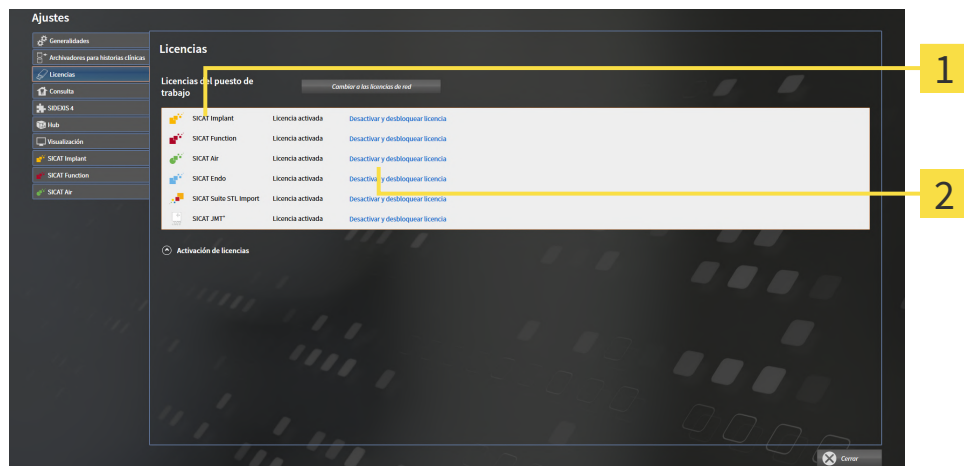 Ajustes
Generalidades
Archivadores para historias clínicas
Licencias
Consulta
SIDEXIS 4
Hub
Visualización
SICAT Implant
SICAT Function
SICAT Air
Licencias
Licencias del puesto de
trabajo
Cambiar a las licencias de red
SICAT Implant Licencia activada Desactivar y desbloquear licencia
SICAT Function Licencia activada Desactivar y desbloquear licencia
SICAT Air Licencia activada Desactivar y desbloquear licencia
SICAT Endo Licencia activada Desactivar y desbloquear licencia
SICAT Suite STL Import Licencia activada Desactivar y desbloquear licencia
SICAT JMT⁺ Licencia activada Desactivar y desbloquear licencia
Activación de licencias
Cerrar
1
2